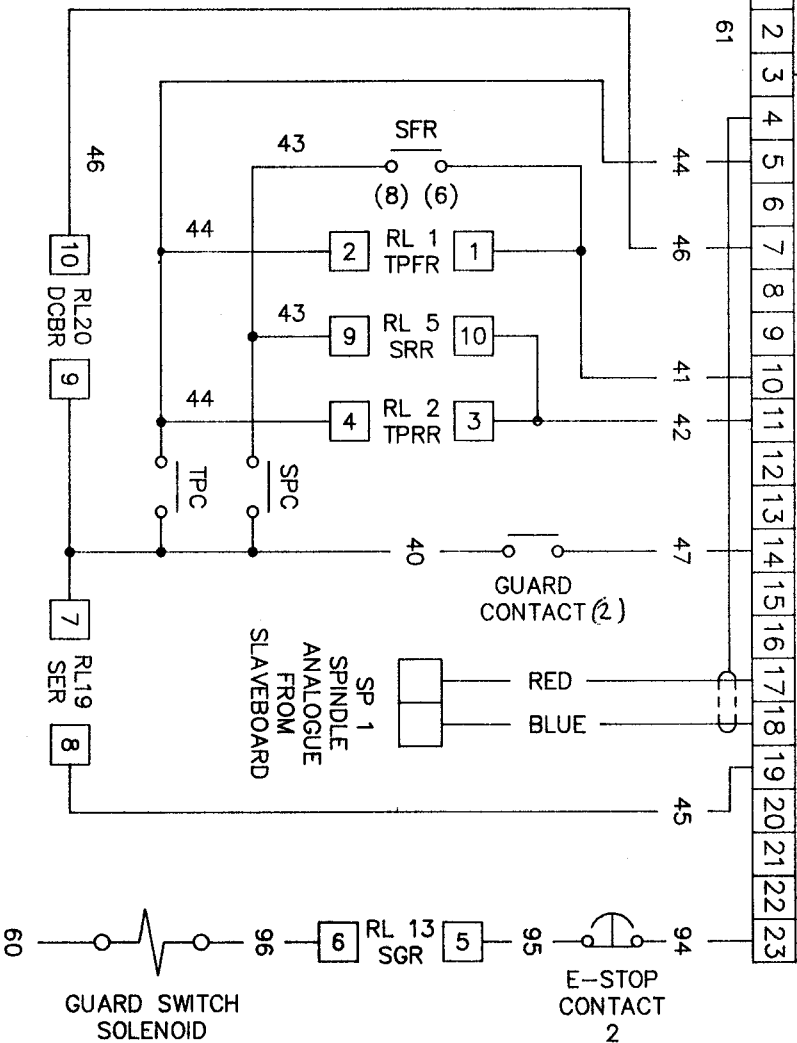 61
2
3
4
5
6
7
8
9
10
11
12
13
14
15
16
17
18
19
20
21
22
23
46
43
SFR
(8) (6)
44
44
2
RL 1
TPFR
1
46
10
RL20
DCBR
9
43
9
RL 5
SRR
10
41
44
4
RL 2
TPRR
3
42
TPC
SPC
40
47
GUARD
CONTACT (2)
7
RL19
SER
8
SP 1
SPINDLE
ANALOGUE
FROM
SLAVEBOARD
RED
BLUE
45
60
96
6
RL 13
SGR
5
95
94
GUARD SWITCH
SOLENOID
E-STOP
CONTACT
2